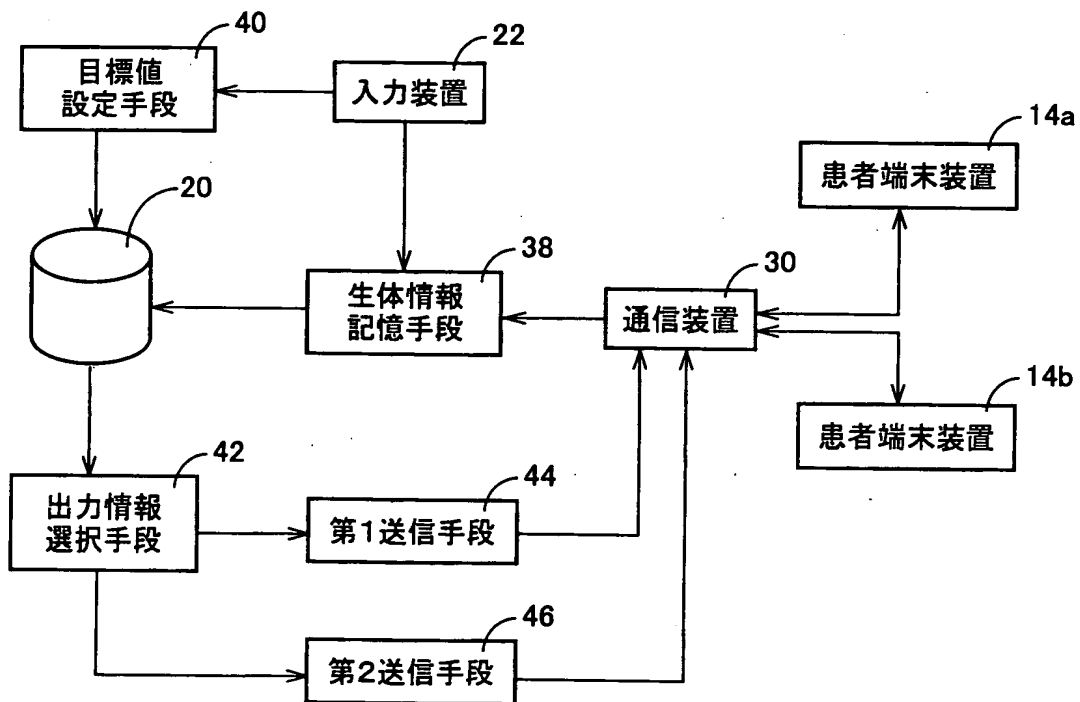 40
目標値
設定手段
22
入力装置
14a
患者端末装置
20
38
生体情報
記憶手段
30
通信装置
14b
患者端末装置
42
出力情報
選択手段
44
第1送信手段
46
第2送信手段